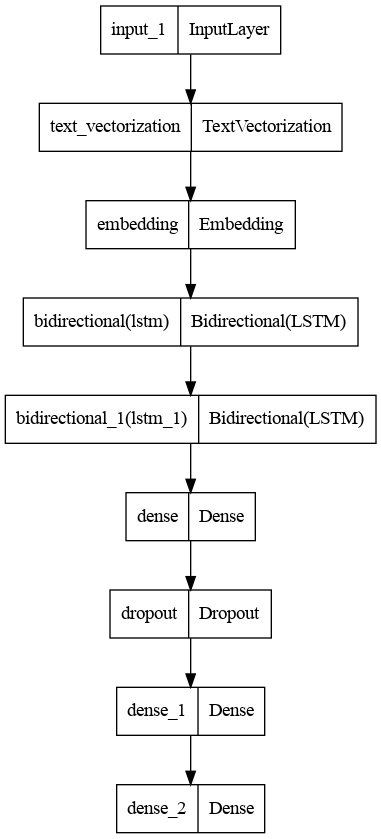 input_1 InputLayer
text_vectorization TextVectorization
embedding Embedding
bidirectional(lstm) Bidirectional(LSTM)
bidirectional_1(lstm_1) Bidirectional(LSTM)
dense Dense
dropout Dropout
dense_1 Dense
dense_2 Dense